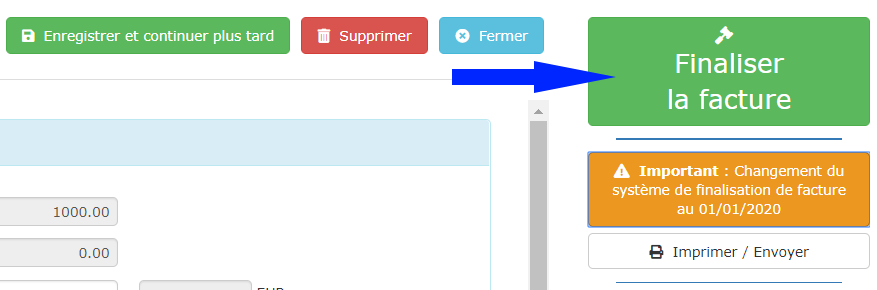 Enregistrer et continuer plus tard
Supprimer
Fermer
Finaliser
la facture
Important : Changement du
système de finalisation de facture
au 01/01/2020
1000.00
0.00
Imprimer / Envoyer